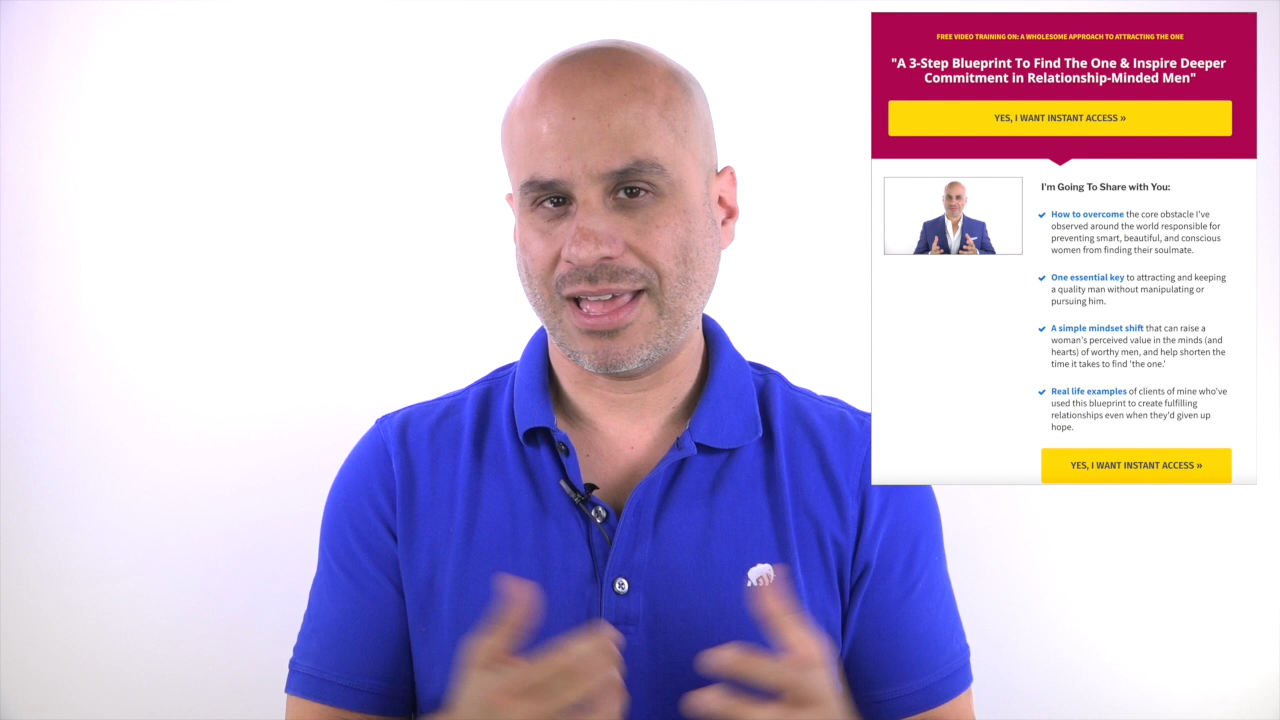 FREE VIDEO TRAINING ON: A WHOLESOME APPROACH TO ATTRACTING THE ONE
"A 3-Step Blueprint To Find The One & Inspire Deeper
Commitment in Relationship-Minded Men"
YES, I WANT INSTANT ACCESS »
I'm Going To Share with You:
How to overcome the core obstacle I've
observed around the world responsible for
preventing smart, beautiful, and conscious
women from finding their soulmate.
One essential key to attracting and keeping
a quality man without manipulating or
pursuing him.
A simple mindset shift that can raise a
woman's perceived value in the minds (and
hearts) of worthy men, and help shorten the
time it takes to find 'the one.'
Real life examples of clients of mine who've
used this blueprint to create fulfilling
relationships even when they'd given up
hope.
YES, I WANT INSTANT ACCESS »